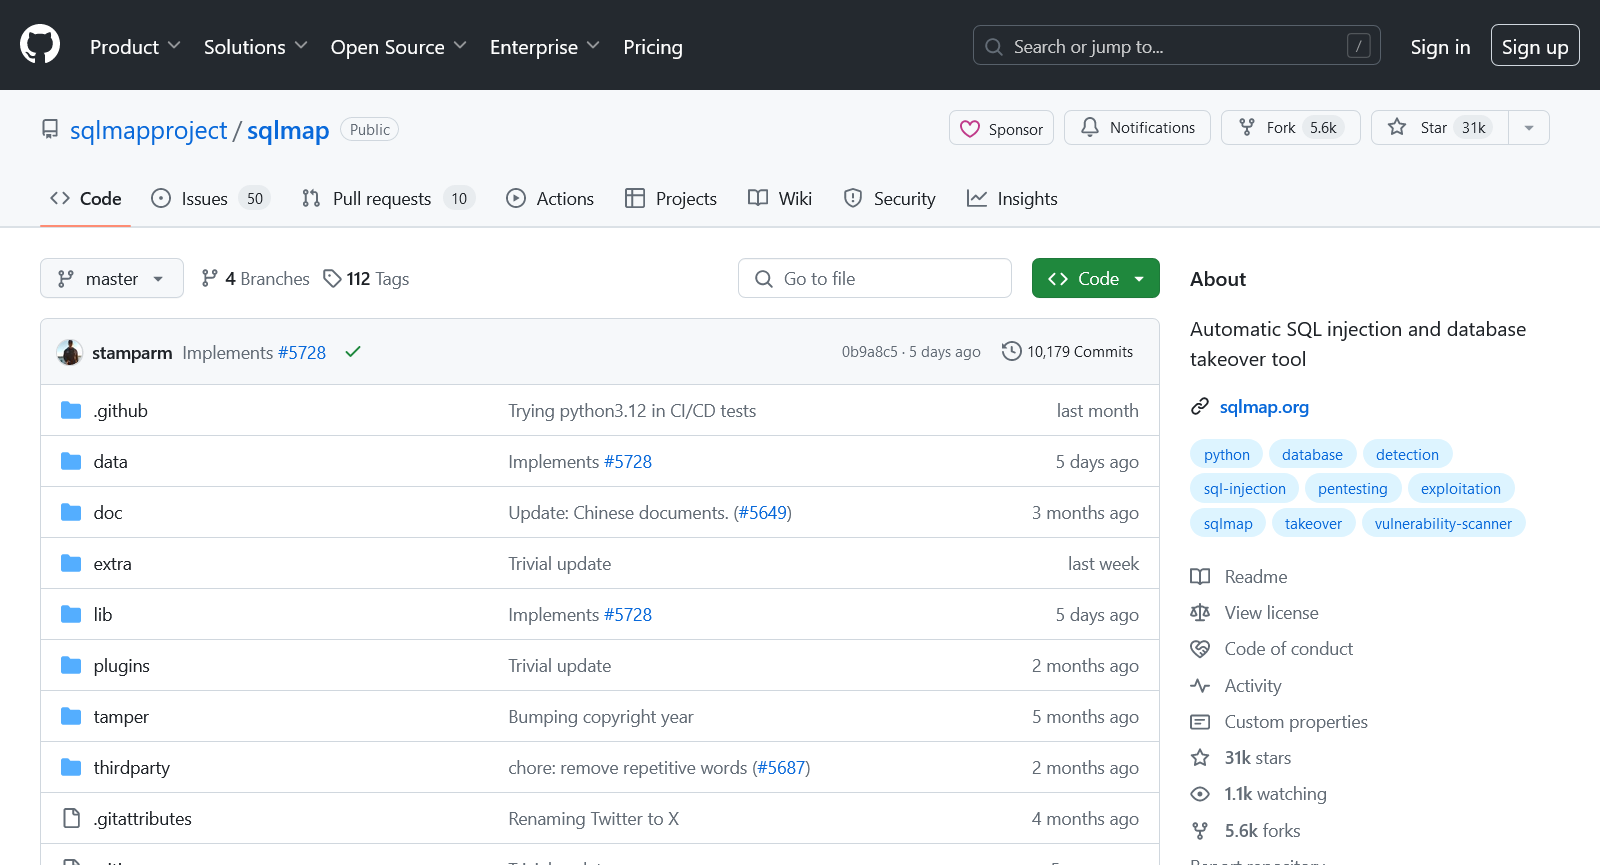 Product Solutions Open Source Enterprise Pricing Search or jump to... / Sign in Sign up
sqlmapproject / sqlmap Public Sponsor Notifications Fork 5.6k Star 31k
Code Issues 50 Pull requests 10 Actions Projects Wiki Security Insights
master 4 Branches 112 Tags Go to file Code
stamparm Implements #5728 0b9a8c5 · 5 days ago 10,179 Commits
.github Trying python3.12 in CI/CD tests last month
data Implements #5728 5 days ago
doc Update: Chinese documents. (#5649) 3 months ago
extra Trivial update last week
lib Implements #5728 5 days ago
plugins Trivial update 2 months ago
tamper Bumping copyright year 5 months ago
thirdparty chore: remove repetitive words (#5687) 2 months ago
.gitattributes Renaming Twitter to X 4 months ago
About
Automatic SQL injection and database
takeover tool
sqlmap.org
python database detection
sql-injection pentesting exploitation
sqlmap takeover vulnerability-scanner
Readme
View license
Code of conduct
Activity
Custom properties
31k stars
1.1k watching
5.6k forks